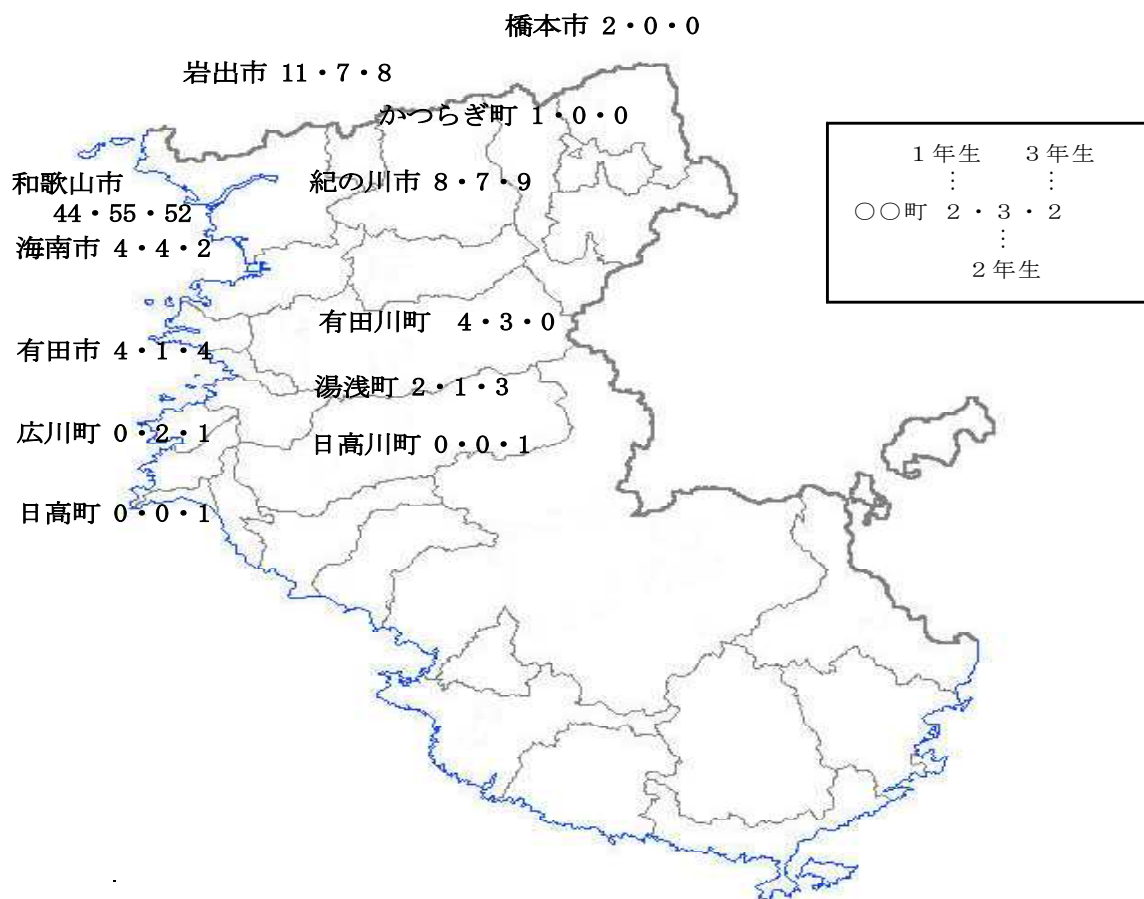 橋本市 2・0・0
岩出市 11・7・8
かつらぎ町 1・0・0
和歌山市
44・55・52
紀の川市 8・7・9
海南市 4・4・2
有田川町 4・3・0
有田市 4・1・4
湯浅町 2・1・3
広川町 0・2・1
日高川町 0・0・1
日高町 0・0・1
1年生 3年生
○○町 2・3・2
2年生